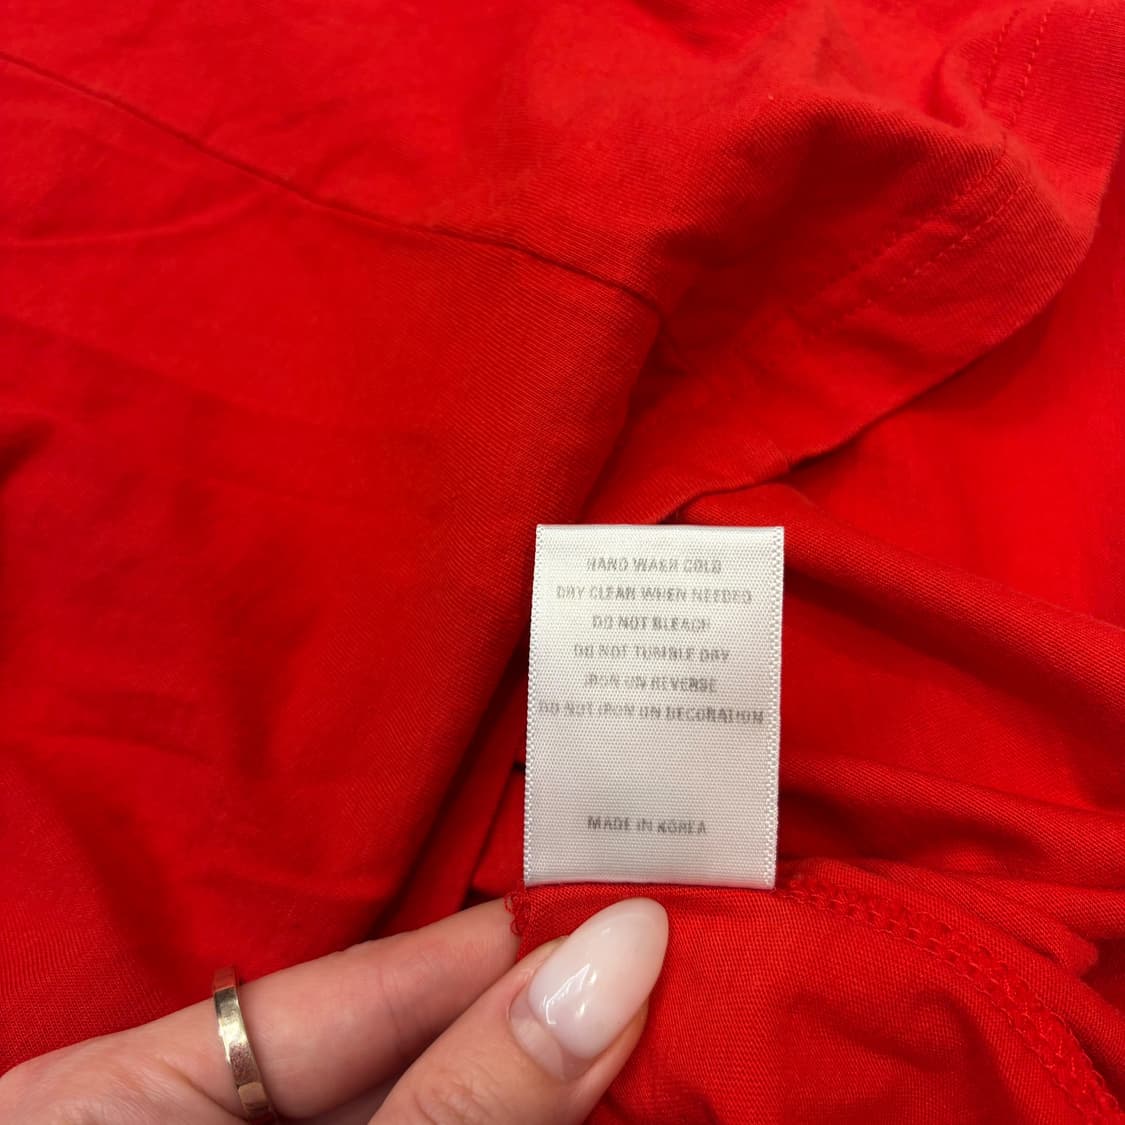 HAND WASH COLD
DRY CLEAN WHEN NEEDED
DO NOT BLEACH
DO NOT TUMBLE DRY
IRON ON REVERSE
DO NOT IRON ON DECORATION
MADE IN KOREA